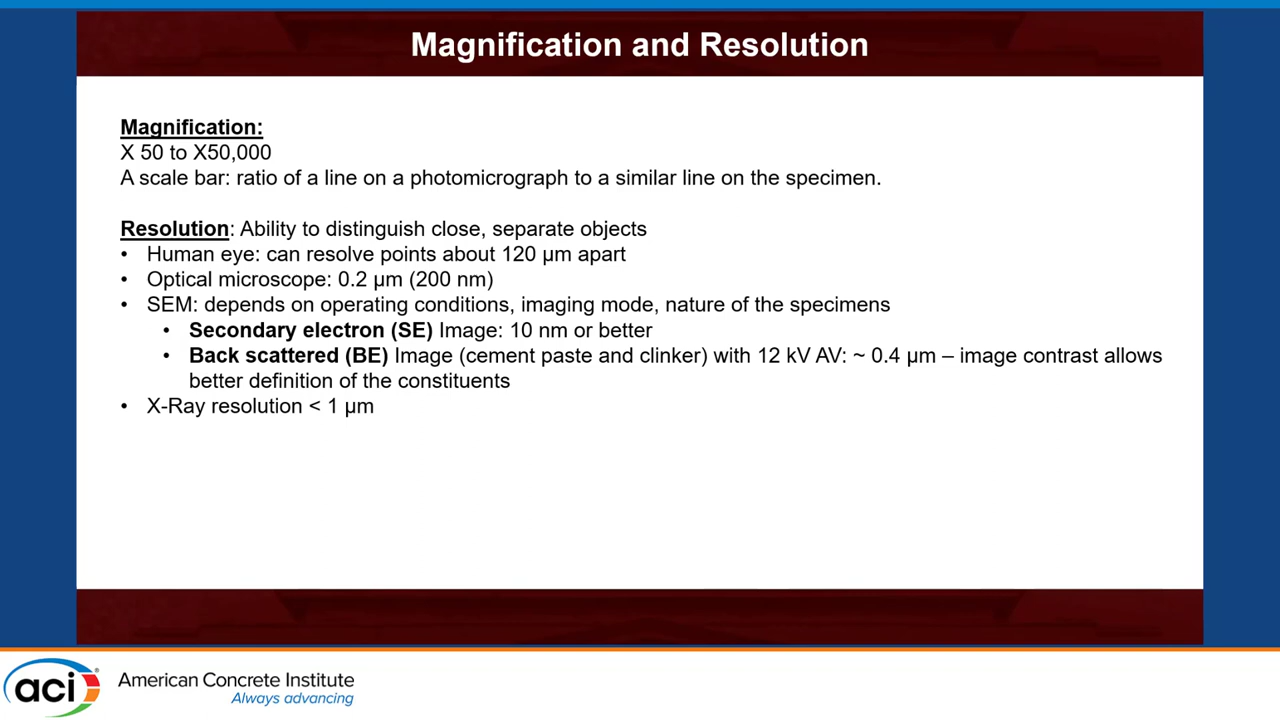 Magnification and Resolution
Magnification:
X 50 to X50,000
A scale bar: ratio of a line on a photomicrograph to a similar line on the specimen.
Resolution: Ability to distinguish close, separate objects
• Human eye: can resolve points about 120 μm apart
• Optical microscope: 0.2 μm (200 nm)
• SEM: depends on operating conditions, imaging mode, nature of the specimens
• Secondary electron (SE) Image: 10 nm or better
• Back scattered (BE) Image (cement paste and clinker) with 12 kV AV: ~ 0.4 μm – image contrast allows
better definition of the constituents
• X-Ray resolution < 1 μm
aci®
American Concrete Institute
Always advancing